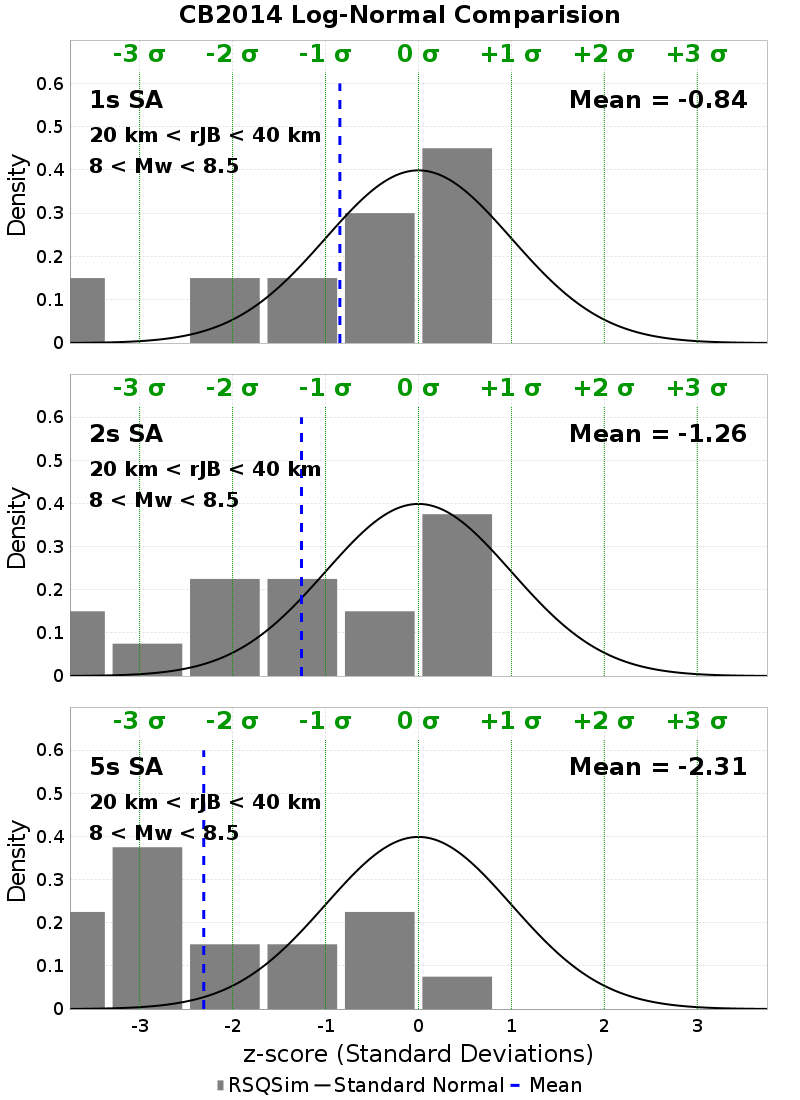 CB2014 Log-Normal Comparision
-3 σ -2 σ -1 σ 0 σ +1 σ +2 σ +3 σ
1s SA
Mean = -0.84
20 km < rJB < 40 km
8 < Mw < 8.5
0.6
0.5
0.4
0.3
0.2
0.1
0
Density
-3 σ -2 σ -1 σ 0 σ +1 σ +2 σ +3 σ
2s SA
Mean = -1.26
20 km < rJB < 40 km
8 < Mw < 8.5
0.6
0.5
0.4
0.3
0.2
0.1
0
Density
-3 σ -2 σ -1 σ 0 σ +1 σ +2 σ +3 σ
5s SA
Mean = -2.31
20 km < rJB < 40 km
8 < Mw < 8.5
0.6
0.5
0.4
0.3
0.2
0.1
0
Density
-3 -2 -1 0 1 2 3
z-score (Standard Deviations)
RSQSim Standard Normal Mean